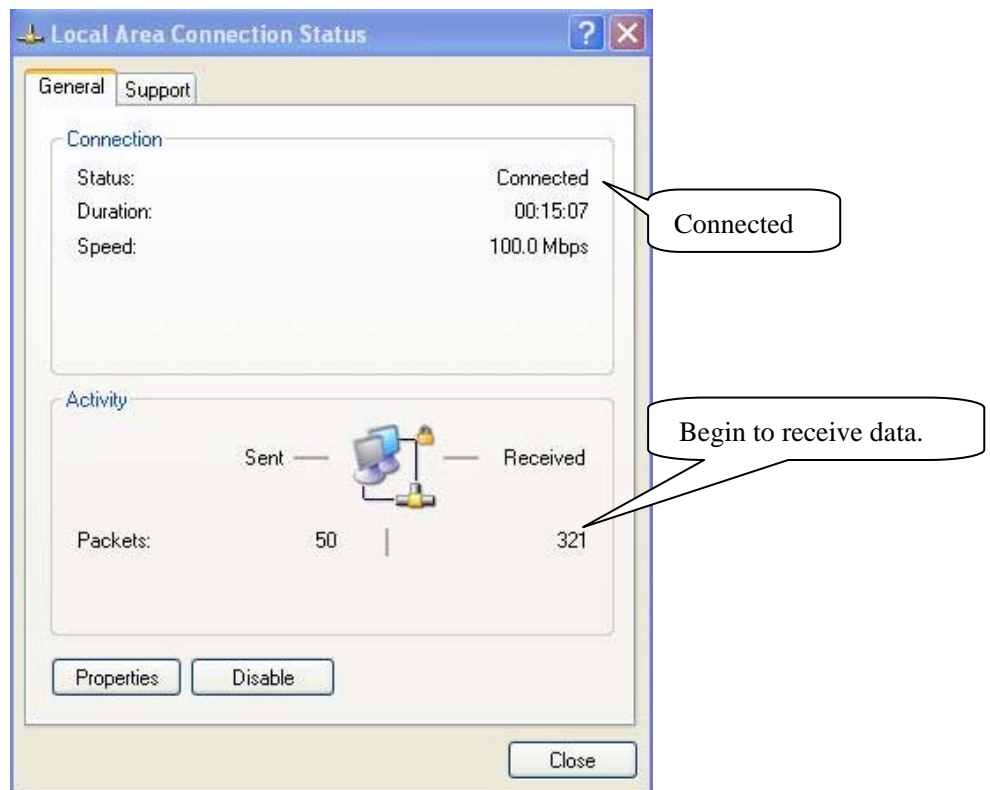 Local Area Connection Status
General Support
Connection
Status: Connected
Duration: 00:15:07
Speed: 100.0 Mbps
Connected
Activity
Sent Received
Begin to receive data.
Packets: 50 321
Properties Disable
Close